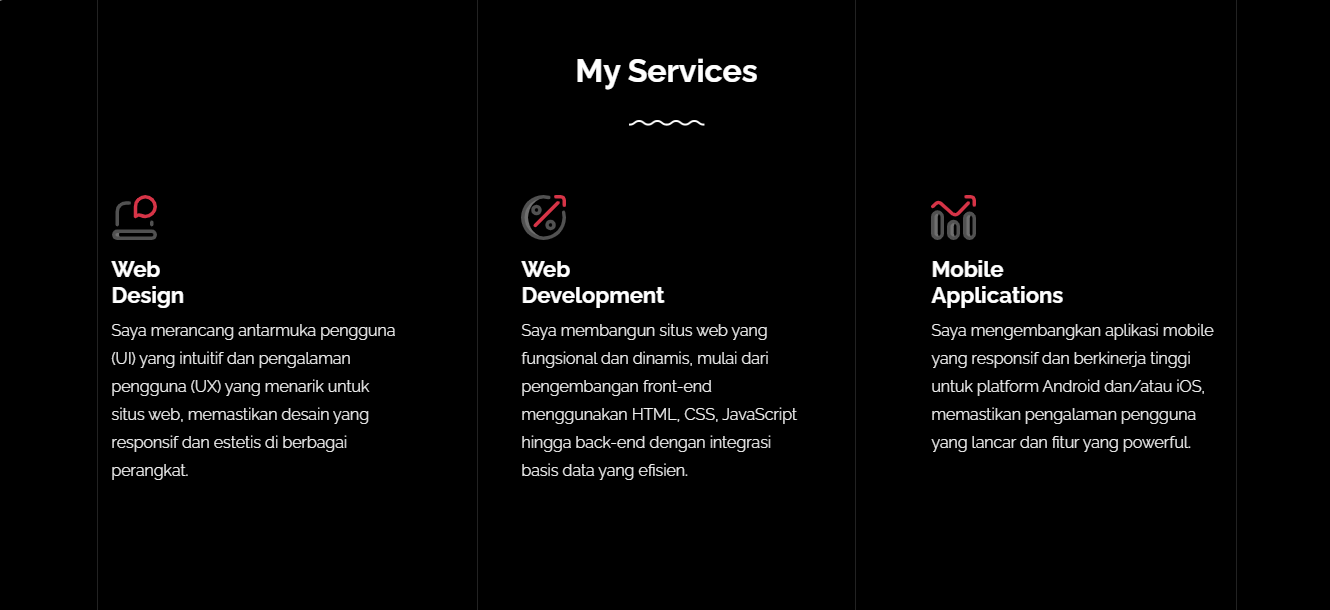 My Services
Web
Design
Saya merancang antarmuka pengguna
(UI) yang intuitif dan pengalaman
pengguna (UX) yang menarik untuk
situs web, memastikan desain yang
responsif dan estetis di berbagai
perangkat.
Web
Development
Saya membangun situs web yang
fungsional dan dinamis, mulai dari
pengembangan front-end
menggunakan HTML, CSS, JavaScript
hingga back-end dengan integrasi
basis data yang efisien.
Mobile
Applications
Saya mengembangkan aplikasi mobile
yang responsif dan berkinerja tinggi
untuk platform Android dan/atau iOS,
memastikan pengalaman pengguna
yang lancar dan fitur yang powerful.